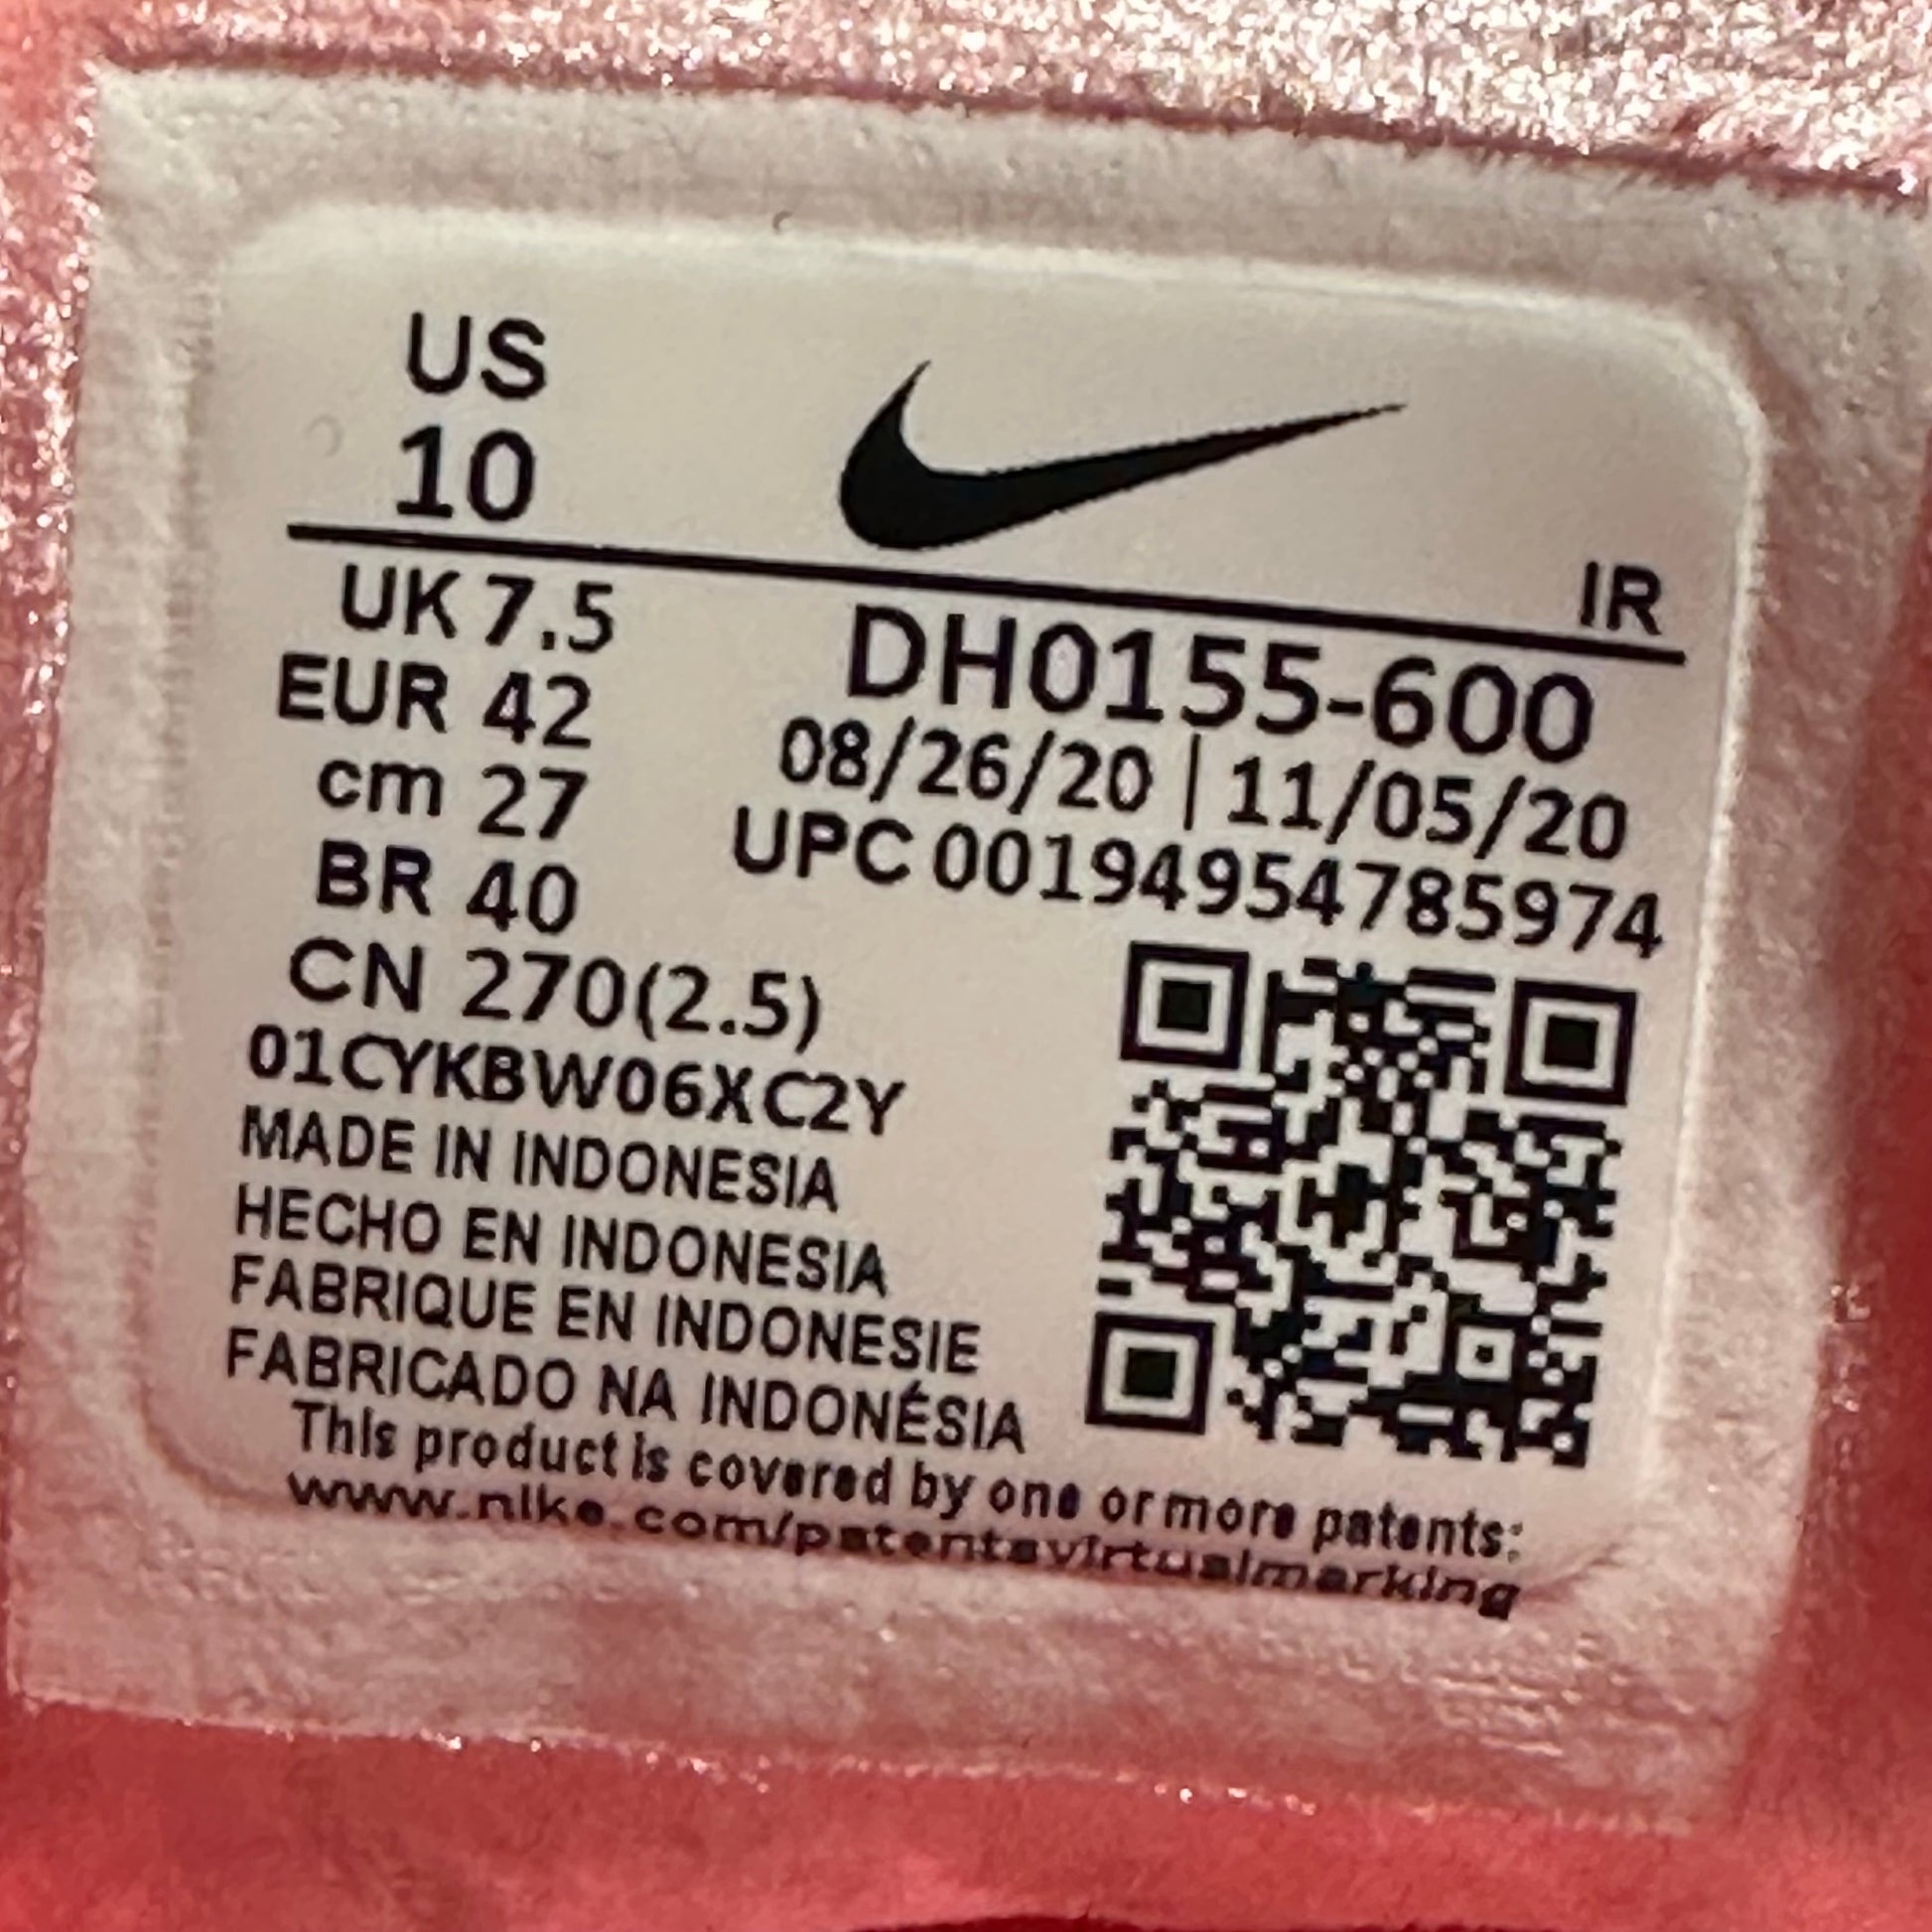 US
10
IR
UK 7.5
EUR 42
cm 27
BR 40
CN 270(2.5)
DH0155-600
08/26/20 | 11/05/20
UPC 00194954785974
01CYKBW06XC2Y
MADE IN INDONESIA
HECHO EN INDONESIA
FABRIQUE EN INDONESIE
FABRICADO NA INDONÉSIA
This product is covered by one or more patents:
www.nike.com/patentsvirtualmarking